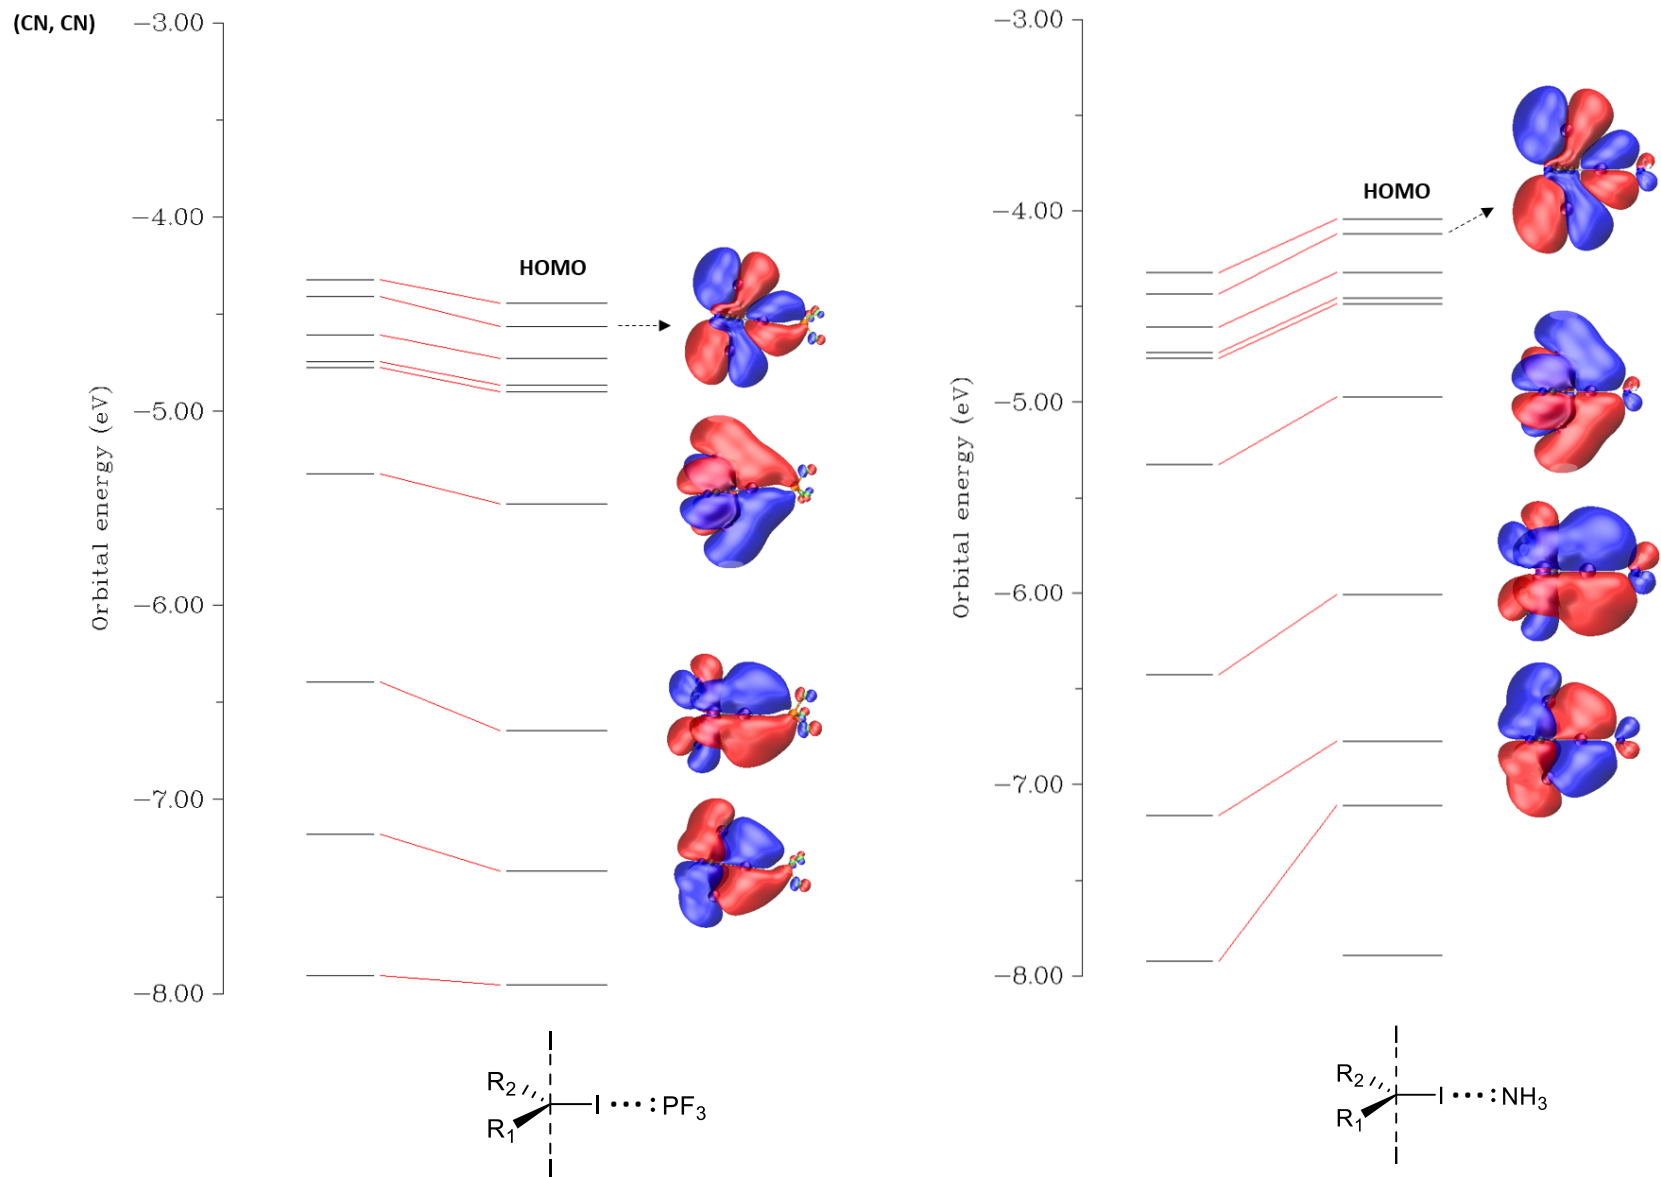 (CN, CN)
−3.00
−4.00
−5.00
−6.00
−7.00
−8.00
Orbital energy (eV)
HOMO
I
R2
R1
I
:PF3
I
−3.00
−4.00
−5.00
−6.00
−7.00
−8.00
Orbital energy (eV)
HOMO
I
R2
R1
I
:NH3
I